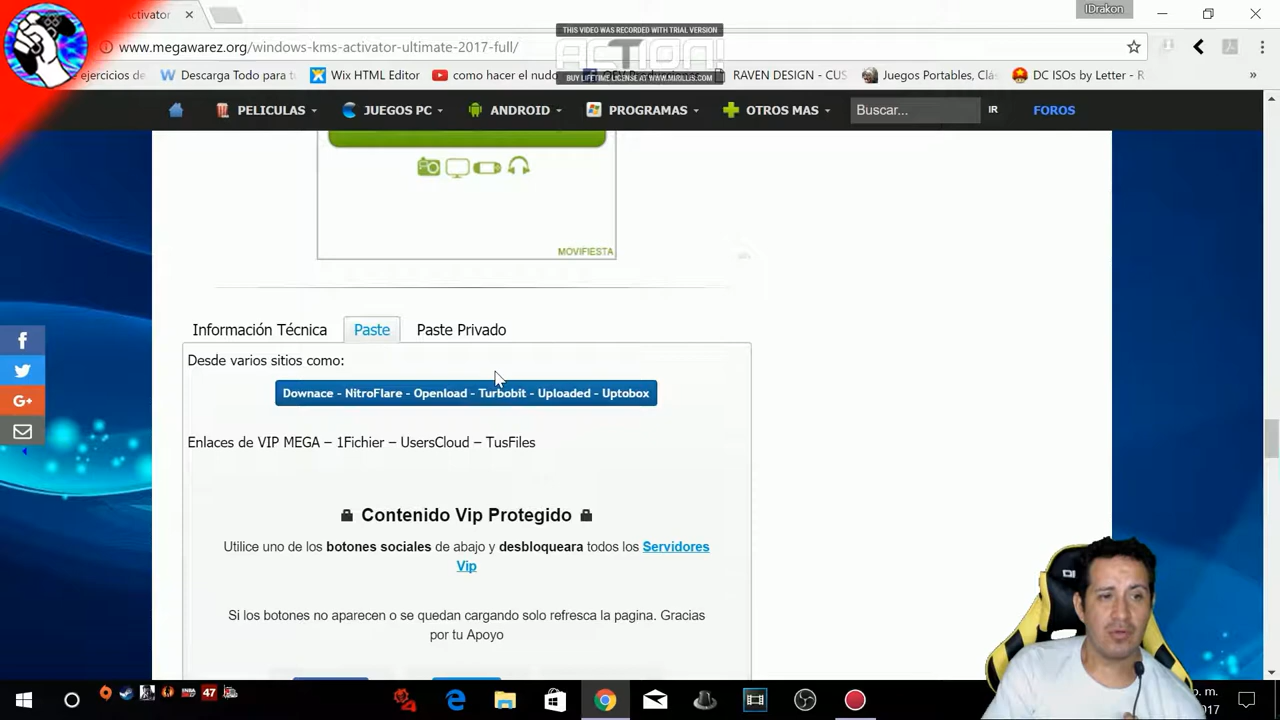 Activator
IDrakon
THIS VIDEO WAS RECORDED WITH TRIAL VERSION
ACTION!
BUY LIFETIME LICENSE AT WWW.MIRILLIS.COM
www.megawarez.org/windows-kms-activator-ultimate-2017-full/
ejercicios de
Descarga Todo para tu
Wix HTML Editor
como hacer el nudo
RAVEN DESIGN - CUS
Juegos Portables, Clás
DC ISOs by Letter - R
»
PELICULAS
JUEGOS PC
ANDROID
PROGRAMAS
OTROS MAS
Buscar...
IR
FOROS
MOVIFIESTA
Información Técnica
Paste
Paste Privado
Desde varios sitios como:
Downace - NitroFlare - Openload - Turbobit - Uploaded - Uptobox
Enlaces de VIP MEGA – 1Fichier – UsersCloud – TusFiles
Contenido Vip Protegido
Utilice uno de los botones sociales de abajo y desbloqueara todos los Servidores
Vip
Si los botones no aparecen o se quedan cargando solo refresca la pagina. Gracias
por tu Apoyo
47
p. m.
2017